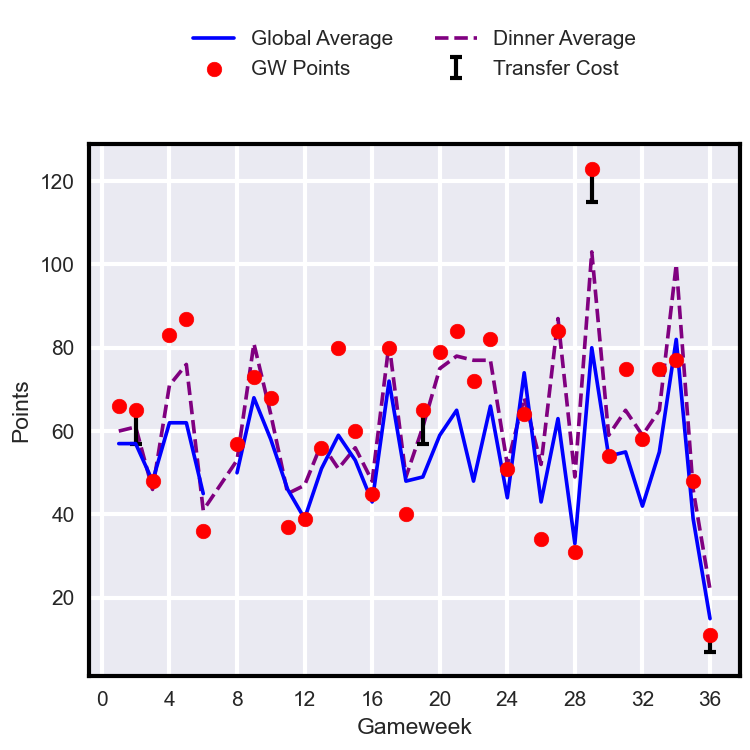 Global Average
Dinner Average
GW Points
Transfer Cost
120
100
80
60
40
20
Points
0 4 8 12 16 20 24 28 32 36
Gameweek